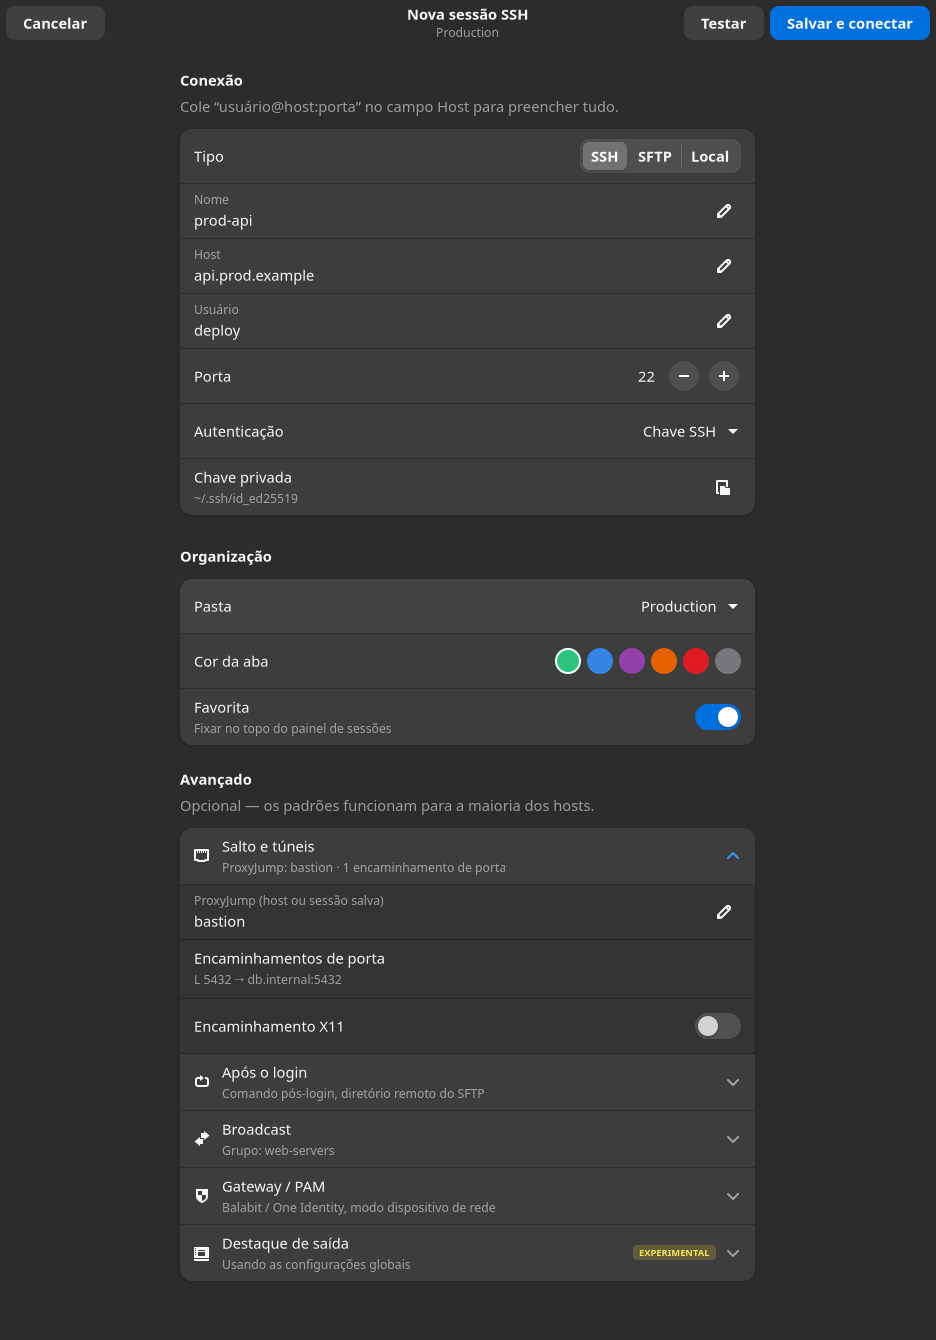 Cancelar
Nova sessão SSH
Production
Testar
Salvar e conectar
Conexão
Cole “usuário@host:porta” no campo Host para preencher tudo.
Tipo
SSH
SFTP
Local
Nome
prod-api
Host
api.prod.example
Usuário
deploy
Porta
22
Autenticação
Chave SSH
Chave privada
~/.ssh/id_ed25519
Organização
Pasta
Production
Cor da aba
Favorita
Fixar no topo do painel de sessões
Avançado
Opcional — os padrões funcionam para a maioria dos hosts.
Salto e túneis
ProxyJump: bastion · 1 encaminhamento de porta
ProxyJump (host ou sessão salva)
bastion
Encaminhamentos de porta
L 5432 → db.internal:5432
Encaminhamento X11
Após o login
Comando pós-login, diretório remoto do SFTP
Broadcast
Grupo: web-servers
Gateway / PAM
Balabit / One Identity, modo dispositivo de rede
Destaque de saída
Usando as configurações globais
EXPERIMENTAL